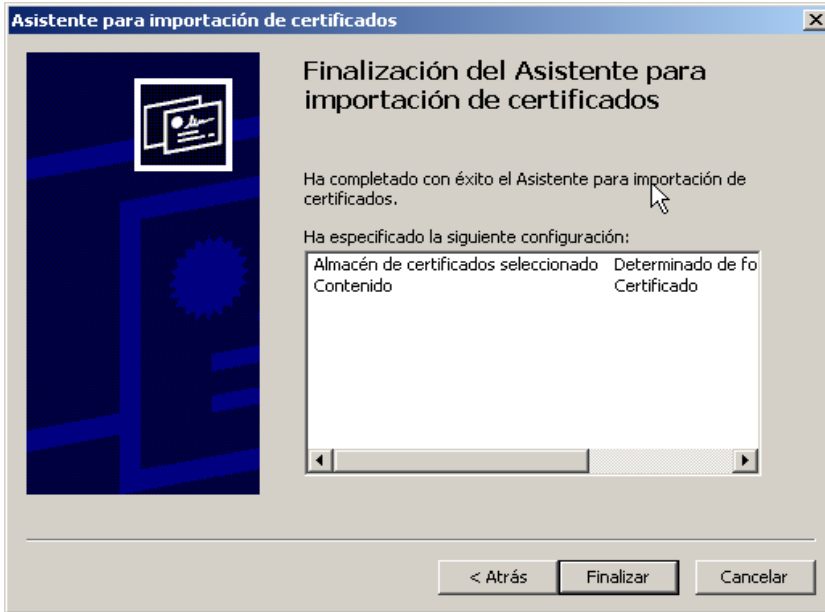 Asistente para importación de certificados
Finalización del Asistente para
importación de certificados
Ha completado con éxito el Asistente para importación de
certificados.
Ha especificado la siguiente configuración:
Almacén de certificados seleccionado Determinado de fo
Contenido Certificado
< Atrás Finalizar Cancelar